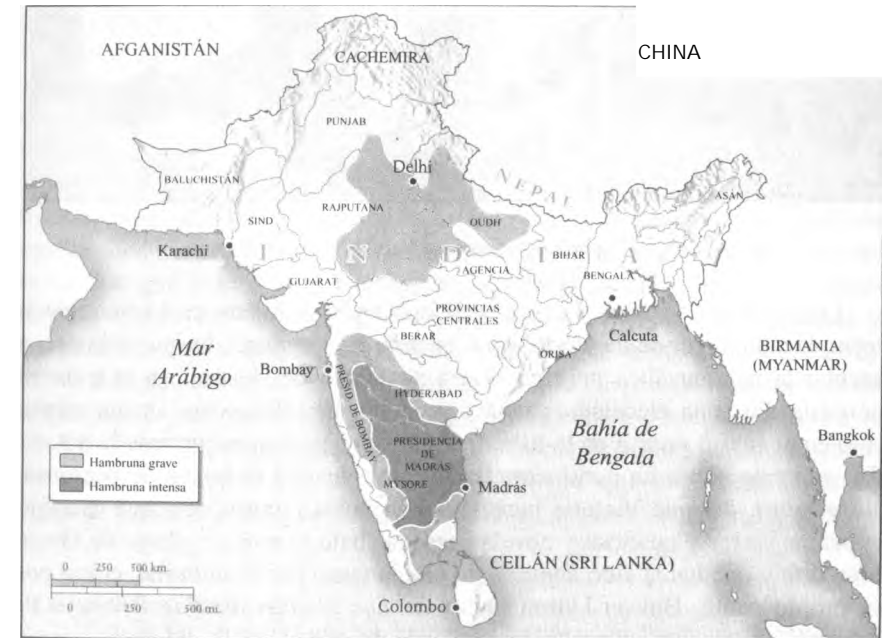 AFGANISTÁN
CHINA
CACHEMIRA
PUNJAB
Delhi
NEPAL
BALUCHISTÁN
RAJPUTANA
ASÁN
SIND
OUDH
Karachi
INDIA
BIHAR
AGENCIA
BENGALA
GUJARAT
PROVINCIAS
CENTRALES
Calcuta
BERAR
ORISA
BIRMANIA
(MYANMAR)
Mar
Arábigo
Bombay
PRESID. DE BOMBAY
HYDERABAD
Bahía de
Bengala
Bangkok
PRESIDENCIA
DE
MADRÁS
Hambruna grave
Hambruna intensa
MYSORE
Madrás
0 250 500 km.
CEILÁN (SRI LANKA)
250 500 mi.
Colombo